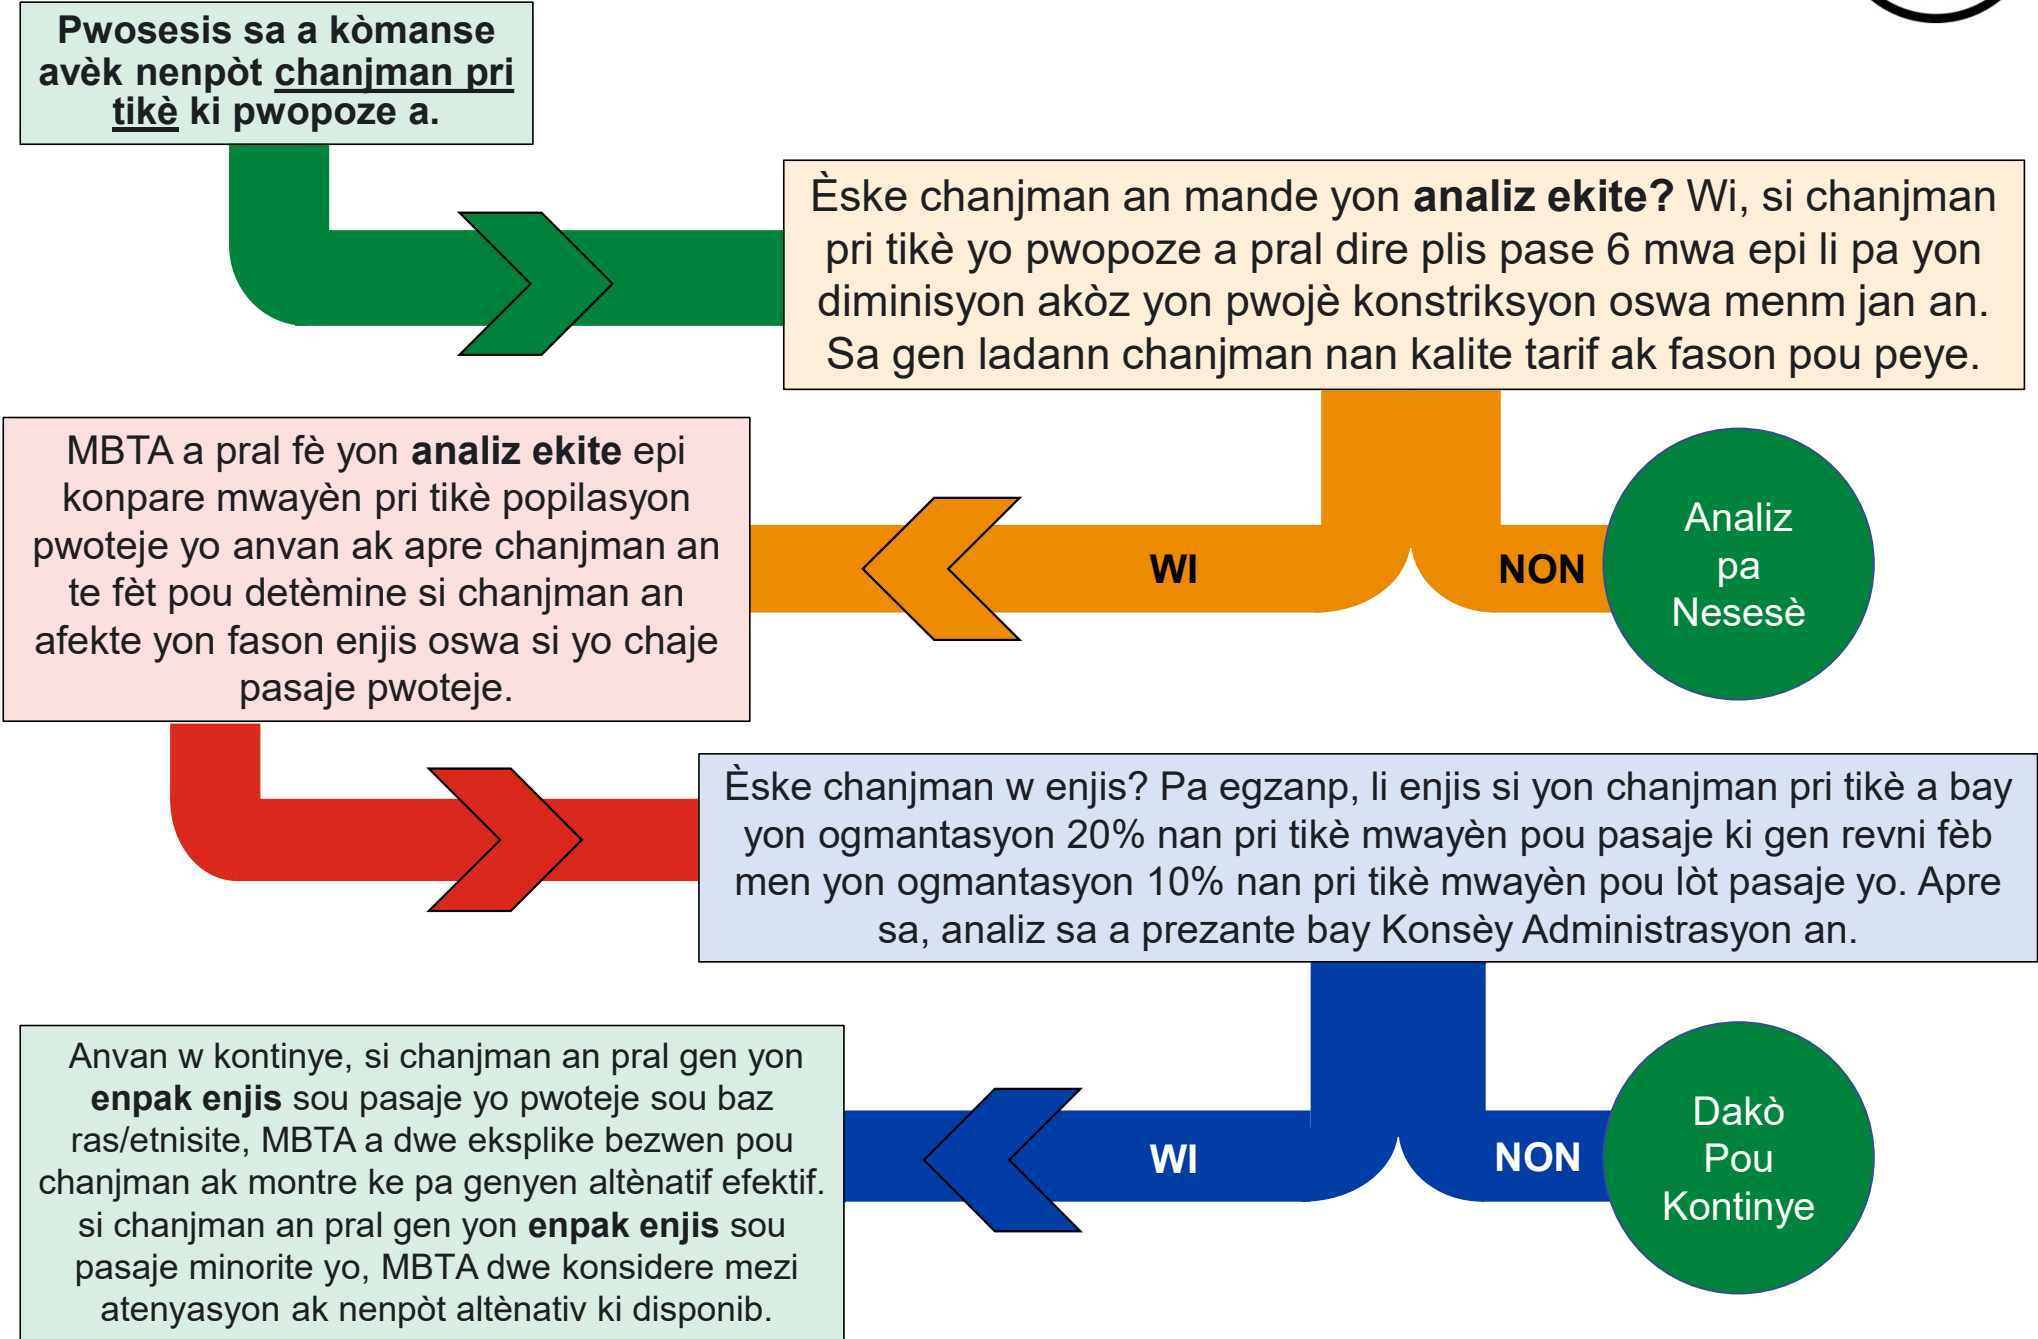 Pwosesis sa a kòmanse
avèk nenpòt chanjman pri
tikè ki pwopoze a.
Èske chanjman an mande yon analiz ekite? Wi, si chanjman
pri tikè yo pwopoze a pral dire plis pase 6 mwa epi li pa yon
diminisyon akòz yon pwojè konstriksyon oswa menm jan an.
Sa gen ladann chanjman nan kalite tarif ak fason pou peye.
MBTA a pral fè yon analiz ekite epi
konpare mwayèn pri tikè popilasyon
pwoteje yo anvan ak apre chanjman an
te fèt pou detèmine si chanjman an
afekte yon fason enjis oswa si yo chaje
pasaje pwoteje.
WI
NON
Analiz
pa
Nesesè
Èske chanjman w enjis? Pa egzanp, li enjis si yon chanjman pri tikè a bay
yon ogmantasyon 20% nan pri tikè mwayèn pou pasaje ki gen revni fèb
men yon ogmantasyon 10% nan pri tikè mwayèn pou lòt pasaje yo. Apre
sa, analiz sa a prezante bay Konsèy Administrasyon an.
Anvan w kontinye, si chanjman an pral gen yon
enpak enjis sou pasaje yo pwoteje sou baz
ras/etnisite, MBTA a dwe eksplike bezwen pou
chanjman ak montre ke pa genyen altènatif efektif.
si chanjman an pral gen yon enpak enjis sou
pasaje minorite yo, MBTA dwe konsidere mezi
atenyasyon ak nenpòt altènativ ki disponib.
WI
NON
Dakò
Pou
Kontinye